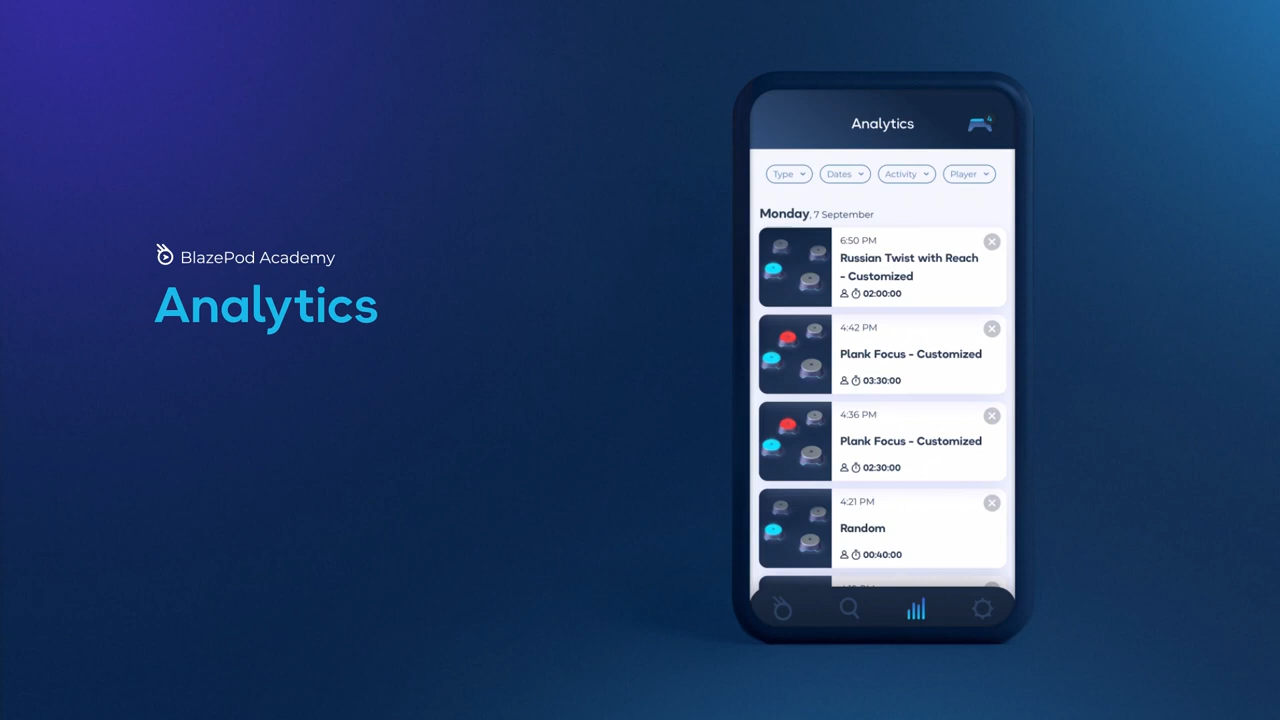 BlazePod Academy
Analytics
Analytics
Type
Dates
Activity
Player
Monday, 7 September
6:50 PM
Russian Twist with Reach
- Customized
02:00:00
4:42 PM
Plank Focus - Customized
03:30:00
4:36 PM
Plank Focus - Customized
02:30:00
4:21 PM
Random
00:40:00